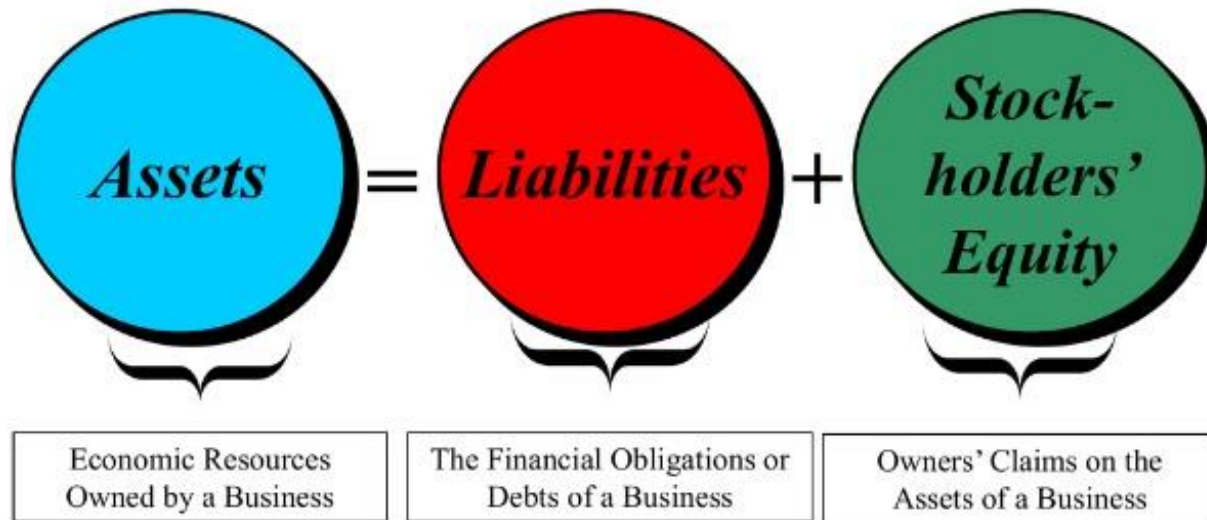 Assets
=
Liabilities
+
Stock-
holders’
Equity
Economic Resources
Owned by a Business
The Financial Obligations or
Debts of a Business
Owners’ Claims on the
Assets of a Business